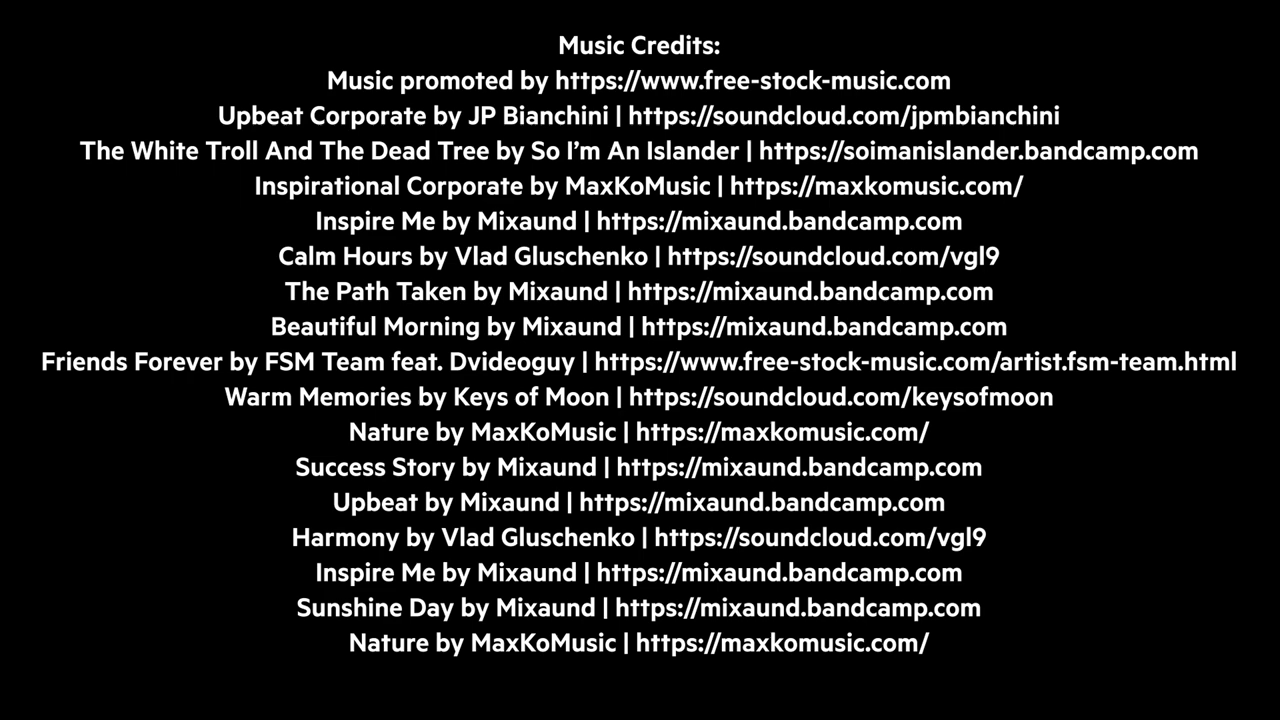 Music Credits:
Music promoted by https://www.free-stock-music.com
Upbeat Corporate by JP Bianchini | https://soundcloud.com/jpmbianchini
The White Troll And The Dead Tree by So I’m An Islander | https://soimanislander.bandcamp.com
Inspirational Corporate by MaxKoMusic | https://maxkomusic.com/
Inspire Me by Mixaund | https://mixaund.bandcamp.com
Calm Hours by Vlad Gluschenko | https://soundcloud.com/vgl9
The Path Taken by Mixaund | https://mixaund.bandcamp.com
Beautiful Morning by Mixaund | https://mixaund.bandcamp.com
Friends Forever by FSM Team feat. Dvideoguy | https://www.free-stock-music.com/artist.fsm-team.html
Warm Memories by Keys of Moon | https://soundcloud.com/keysofmoon
Nature by MaxKoMusic | https://maxkomusic.com/
Success Story by Mixaund | https://mixaund.bandcamp.com
Upbeat by Mixaund | https://mixaund.bandcamp.com
Harmony by Vlad Gluschenko | https://soundcloud.com/vgl9
Inspire Me by Mixaund | https://mixaund.bandcamp.com
Sunshine Day by Mixaund | https://mixaund.bandcamp.com
Nature by MaxKoMusic | https://maxkomusic.com/